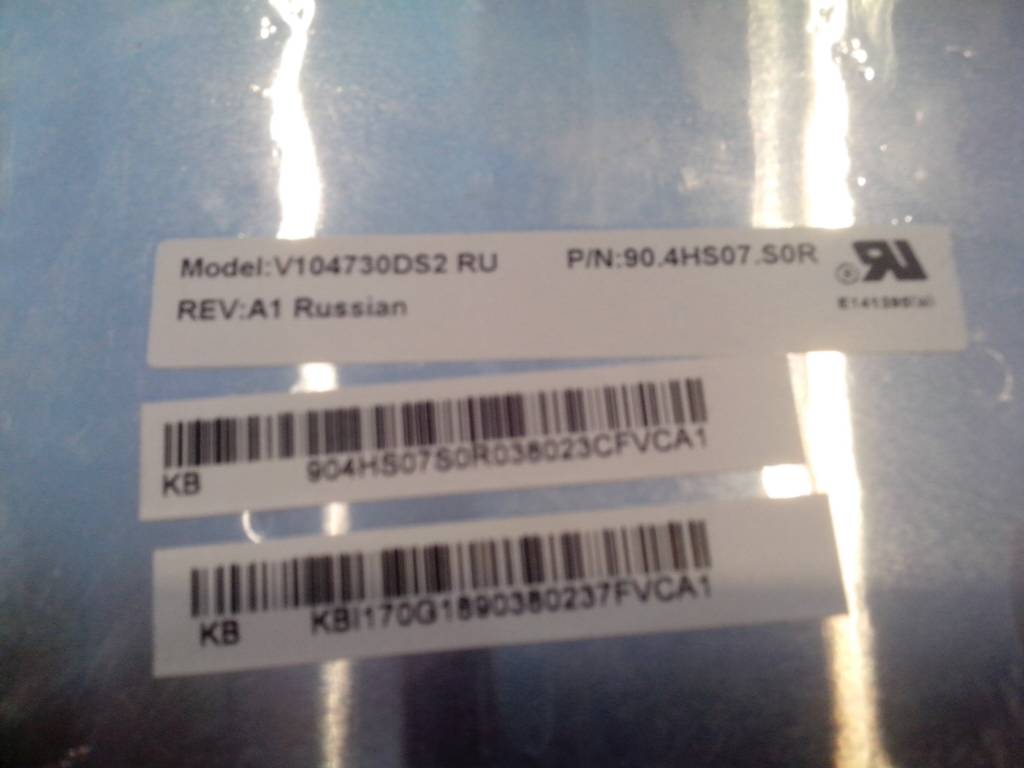 Model:V104730DS2 RU P/N:90.4HS07.S0R
REV:A1 Russian
KB 904HS07S0R038023CFVCA1
KB KBI170G1890380237FVCA1